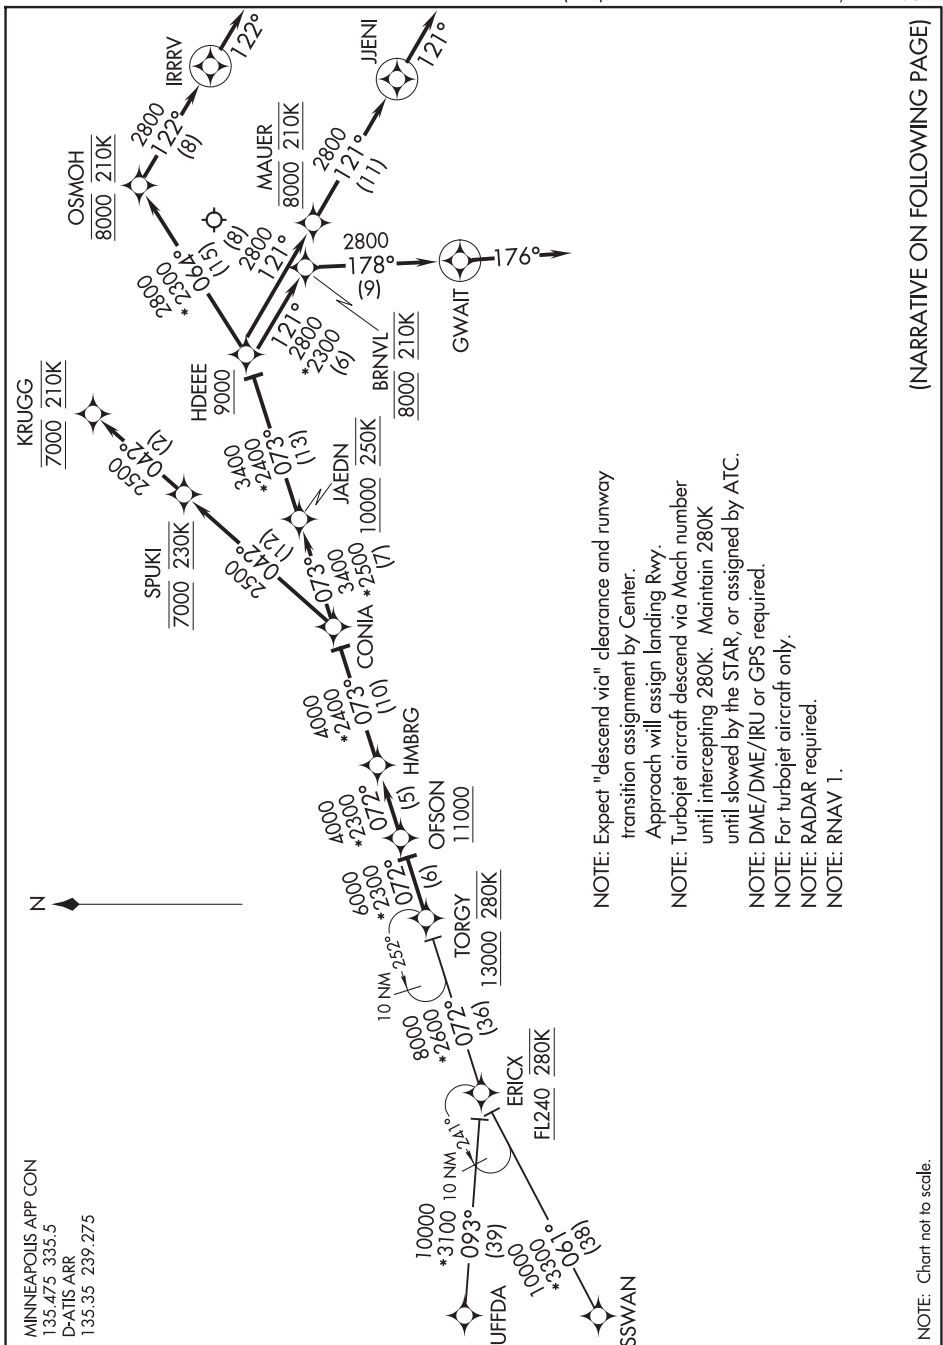 MINNEAPOLIS APP CON
135.475 335.5
D-ATIS ARR
135.35 239.275
N
UFFDA
10000
*3100
093°
(39)
SSWAN
10000
*3300
061°
(38)
10 NM
241°
ERICX
FL240 280K
8000
*2600
072°
(36)
10 NM
252°
TORGY
13000 280K
6000
*2300
072°
(6)
OFSON
11000
4000
*2300
072°
(5)
HMBRG
4000
*2400
073°
(10)
CONIA
2500
042°
(12)
SPUKI
7000 230K
2500
042°
(2)
KRUGG
7000 210K
073°
3400
*2500
(7)
JAEDN
10000 250K
3400
*2400
073°
(13)
HDEEE
9000
2800
*2300
064°
(15)
OSMOH
8000 210K
2800
122°
(8)
IRRRV
122°
(8)
2800
121°
MAUER
8000 210K
2800
121°
(11)
JJENI
121°
121°
2800
*2300
(6)
BRNVL
8000 210K
2800
178°
(9)
GWAIT
176°
NOTE: Expect "descend via" clearance and runway
transition assignment by Center.
Approach will assign landing Rwy.
NOTE: Turbojet aircraft descend via Mach number
until intercepting 280K. Maintain 280K
until slowed by the STAR, or assigned by ATC.
NOTE: DME/DME/IRU or GPS required.
NOTE: For turbojet aircraft only.
NOTE: RADAR required.
NOTE: RNAV 1.
(NARRATIVE ON FOLLOWING PAGE)
NOTE: Chart not to scale.